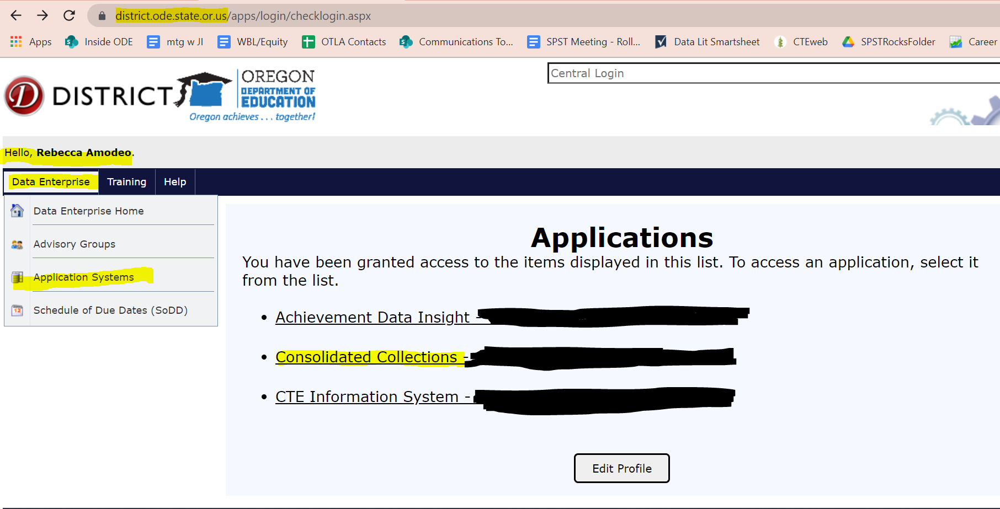 district.ode.state.or.us/apps/login/checklogin.aspx
Apps Inside ODE mtg w JI WBL/Equity OTLA Contacts Communications To... SPST Meeting - Roll... Data Lit Smartsheet CTEweb SPSTRocksFolder Career
D DISTRICT OREGON
DEPARTMENT OF
EDUCATION
Oregon achieves . . . together!
Central Login
Hello, Rebecca Amodeo.
Data Enterprise Training Help
Data Enterprise Home
Advisory Groups
Application Systems
12 Schedule of Due Dates (SoDD)
Applications
You have been granted access to the items displayed in this list. To access an application, select it
from the list.
• Achievement Data Insight -
• Consolidated Collections -
• CTE Information System -
Edit Profile